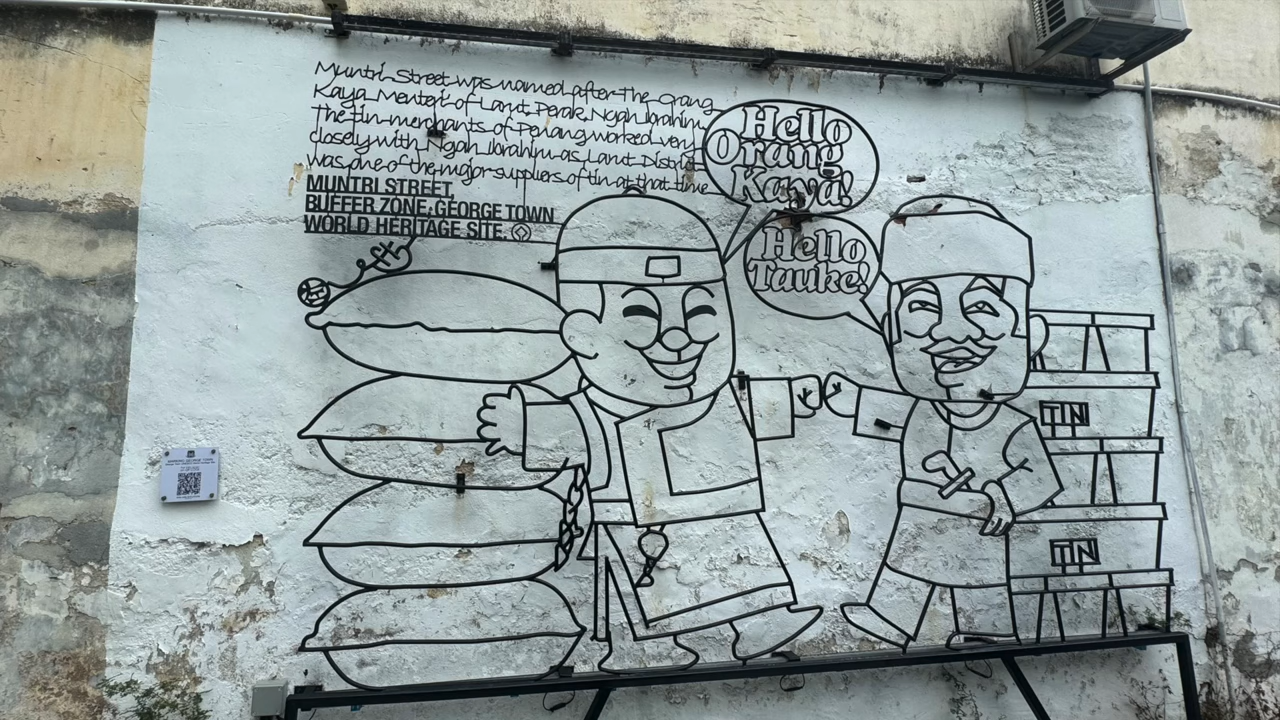 Muntri Street was named after The Orang
Kaya Menteri of Larut, Perak, Ngah Ibrahim.
The tin merchants of Penang worked very
closely with Ngah Ibrahim as Larut District
was one of the major suppliers of tin at that time
MUNTRI STREET,
BUFFER ZONE, GEORGE TOWN
WORLD HERITAGE SITE.
Hello
Orang
Kaya!
Hello
Tauke!
TIN
TIN